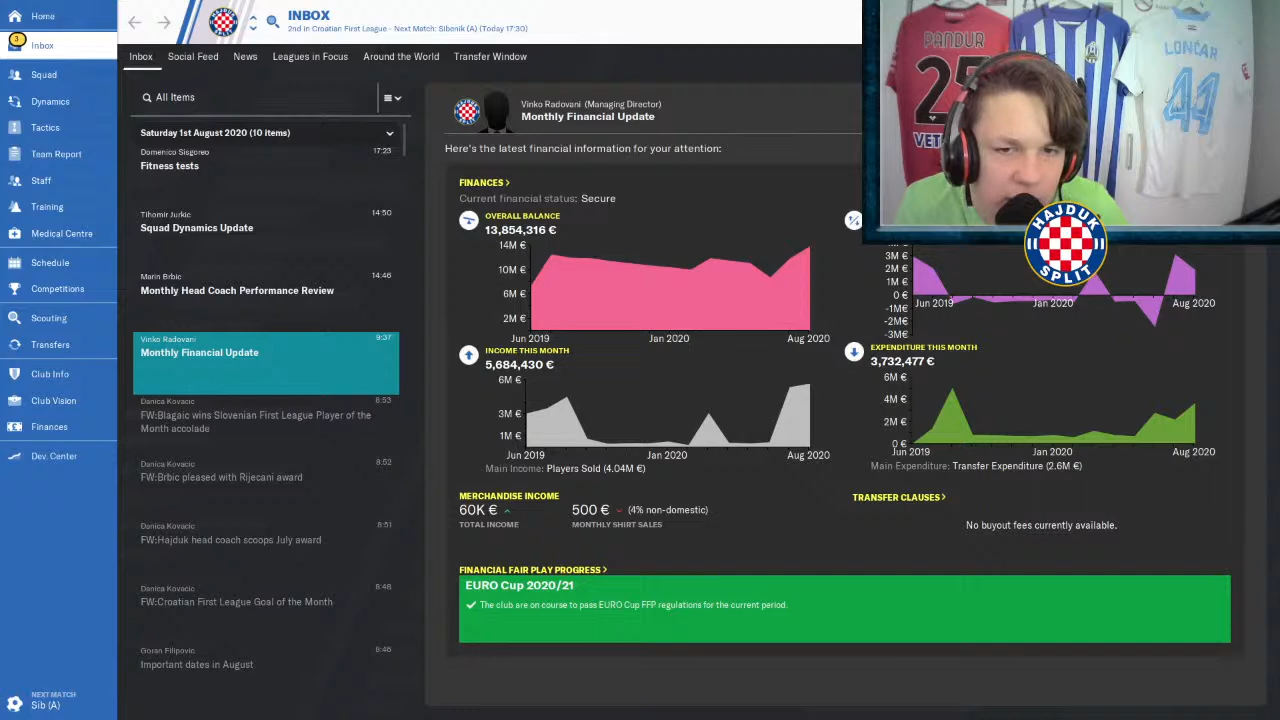 Home
3
Inbox
Squad
Dynamics
Tactics
Team Report
Staff
Training
Medical Centre
Schedule
Competitions
Scouting
Transfers
Club Info
Club Vision
Finances
Dev. Center
NEXT MATCH
Sib (A)
INBOX
2nd in Croatian First League - Next Match: Sibenik (A) (Today 17:30)
Inbox Social Feed News Leagues in Focus Around the World Transfer Window
All Items
Saturday 1st August 2020 (10 items)
Domenico Sisgoreo 17:23
Fitness tests
Tihomir Jurkic 14:50
Squad Dynamics Update
Marin Brbic 14:46
Monthly Head Coach Performance Review
Vinko Radovani 9:37
Monthly Financial Update
Danica Kovacic 8:53
FW:Blagaic wins Slovenian First League Player of the
Month accolade
Danica Kovacic 8:52
FW:Brbic pleased with Rijecani award
Danica Kovacic 8:51
FW:Hajduk head coach scoops July award
Danica Kovacic 8:48
FW:Croatian First League Goal of the Month
Goran Filipovic 8:46
Important dates in August
Vinko Radovani (Managing Director)
Monthly Financial Update
Here's the latest financial information for your attention:
FINANCES >
Current financial status: Secure
OVERALL BALANCE
13,854,316 €
14M €
10M €
6M €
2M €
Jun 2019 Jan 2020 Aug 2020
3M €
2M €
1M €
0 €
-1M €
-2M €
-3M €
Jun 2019 Jan 2020 Aug 2020
INCOME THIS MONTH
5,684,430 €
6M €
3M €
1M €
Jun 2019 Jan 2020 Aug 2020
Main Income: Players Sold (4.04M €)
EXPENDITURE THIS MONTH
3,732,477 €
6M €
4M €
2M €
0 €
Jun 2019 Jan 2020 Aug 2020
Main Expenditure: Transfer Expenditure (2.6M €)
MERCHANDISE INCOME
60K € 500 € (4% non-domestic)
TOTAL INCOME MONTHLY SHIRT SALES
TRANSFER CLAUSES >
No buyout fees currently available.
FINANCIAL FAIR PLAY PROGRESS >
EURO Cup 2020/21
The club are on course to pass EURO Cup FFP regulations for the current period.
PANDUR
25
LONČAR
44
HAJDUK
SPLIT